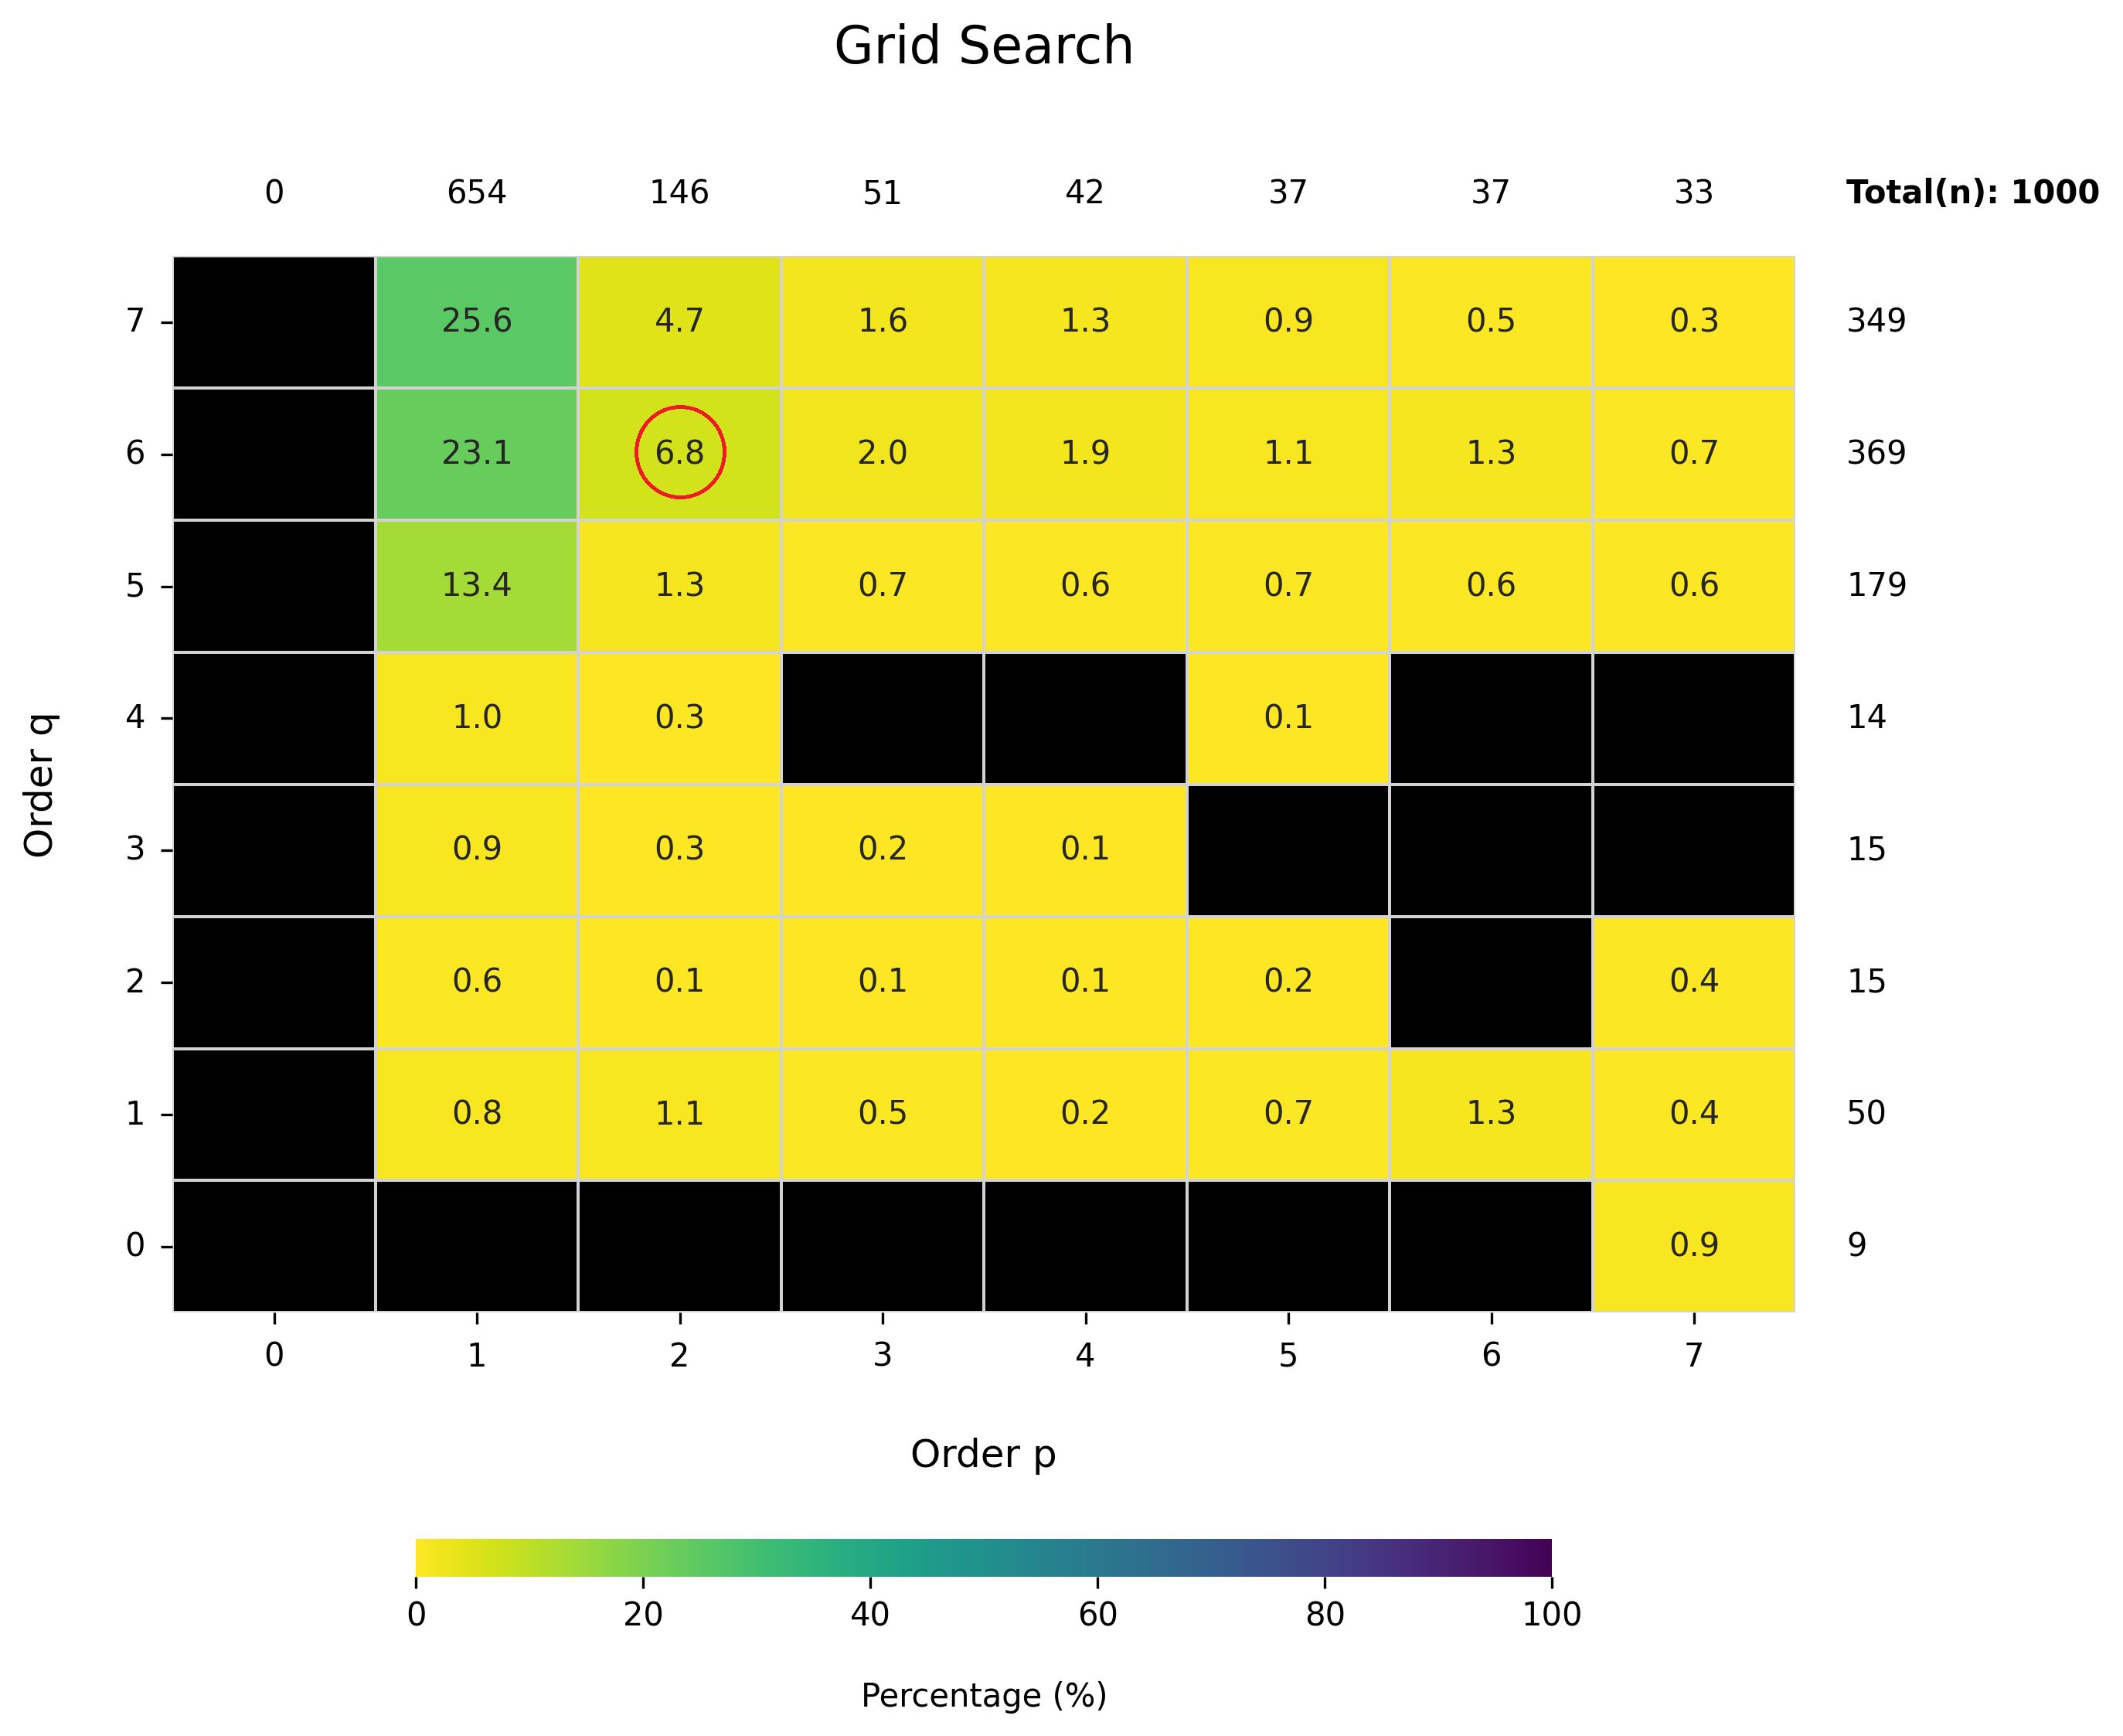 Grid Search
0 654 146 51 42 37 37 33 Total(n): 1000
7 25.6 4.7 1.6 1.3 0.9 0.5 0.3 349
6 23.1 6.8 2.0 1.9 1.1 1.3 0.7 369
5 13.4 1.3 0.7 0.6 0.7 0.6 0.6 179
4 1.0 0.3 0.1 14
Order q
3 0.9 0.3 0.2 0.1 15
2 0.6 0.1 0.1 0.1 0.2 0.4 15
1 0.8 1.1 0.5 0.2 0.7 1.3 0.4 50
0 0.9 9
0 1 2 3 4 5 6 7
Order p
0 20 40 60 80 100
Percentage (%)